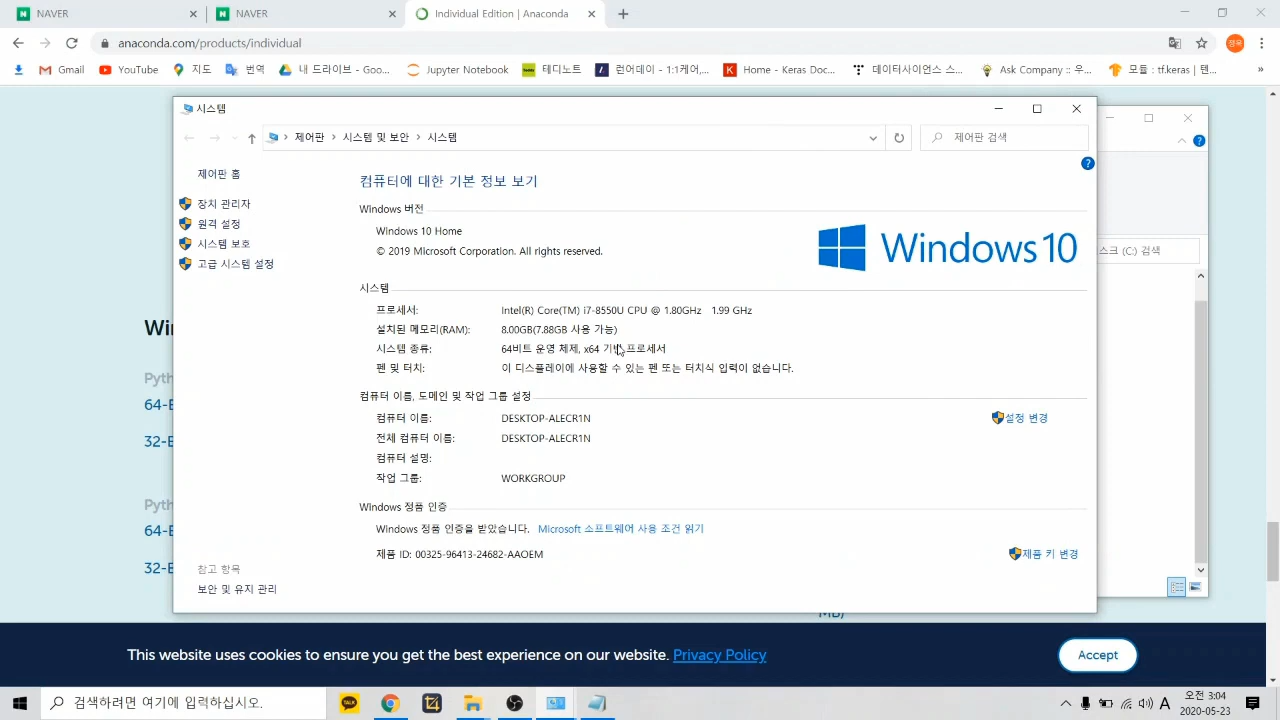 NAVER
NAVER
Individual Edition | Anaconda
anaconda.com/products/individual
Gmail
YouTube
지도
번역
내 드라이브 - Goo...
Jupyter Notebook
테디노트
런어데이 - 1:1케어,...
Home - Keras Doc...
데이터사이언스 스...
Ask Company :: 우...
모듈 : tf.keras | 텐...
시스템
제어판 > 시스템 및 보안 > 시스템
제어판 검색
제어판 홈
장치 관리자
원격 설정
시스템 보호
고급 시스템 설정
컴퓨터에 대한 기본 정보 보기
Windows 버전
Windows 10 Home
© 2019 Microsoft Corporation. All rights reserved.
Windows 10
시스템
프로세서: Intel(R) Core(TM) i7-8550U CPU @ 1.80GHz 1.99 GHz
설치된 메모리(RAM): 8.00GB(7.88GB 사용 가능)
시스템 종류: 64비트 운영 체제, x64 기반 프로세서
펜 및 터치: 이 디스플레이에 사용할 수 있는 펜 또는 터치식 입력이 없습니다.
컴퓨터 이름, 도메인 및 작업 그룹 설정
컴퓨터 이름: DESKTOP-ALECR1N
설정 변경
전체 컴퓨터 이름: DESKTOP-ALECR1N
컴퓨터 설명:
작업 그룹: WORKGROUP
Windows 정품 인증
Windows 정품 인증을 받았습니다. Microsoft 소프트웨어 사용 조건 읽기
제품 ID: 00325-96413-24682-AAOEM
제품 키 변경
참고 항목
보안 및 유지 관리
스크 (C:) 검색
Wi
Pyth
64-B
32-B
Pyth
64-B
32-B
MB)
This website uses cookies to ensure you get the best experience on our website. Privacy Policy
Accept
검색하려면 여기에 입력하십시오.
TALK
A
오전 3:04
2020-05-23